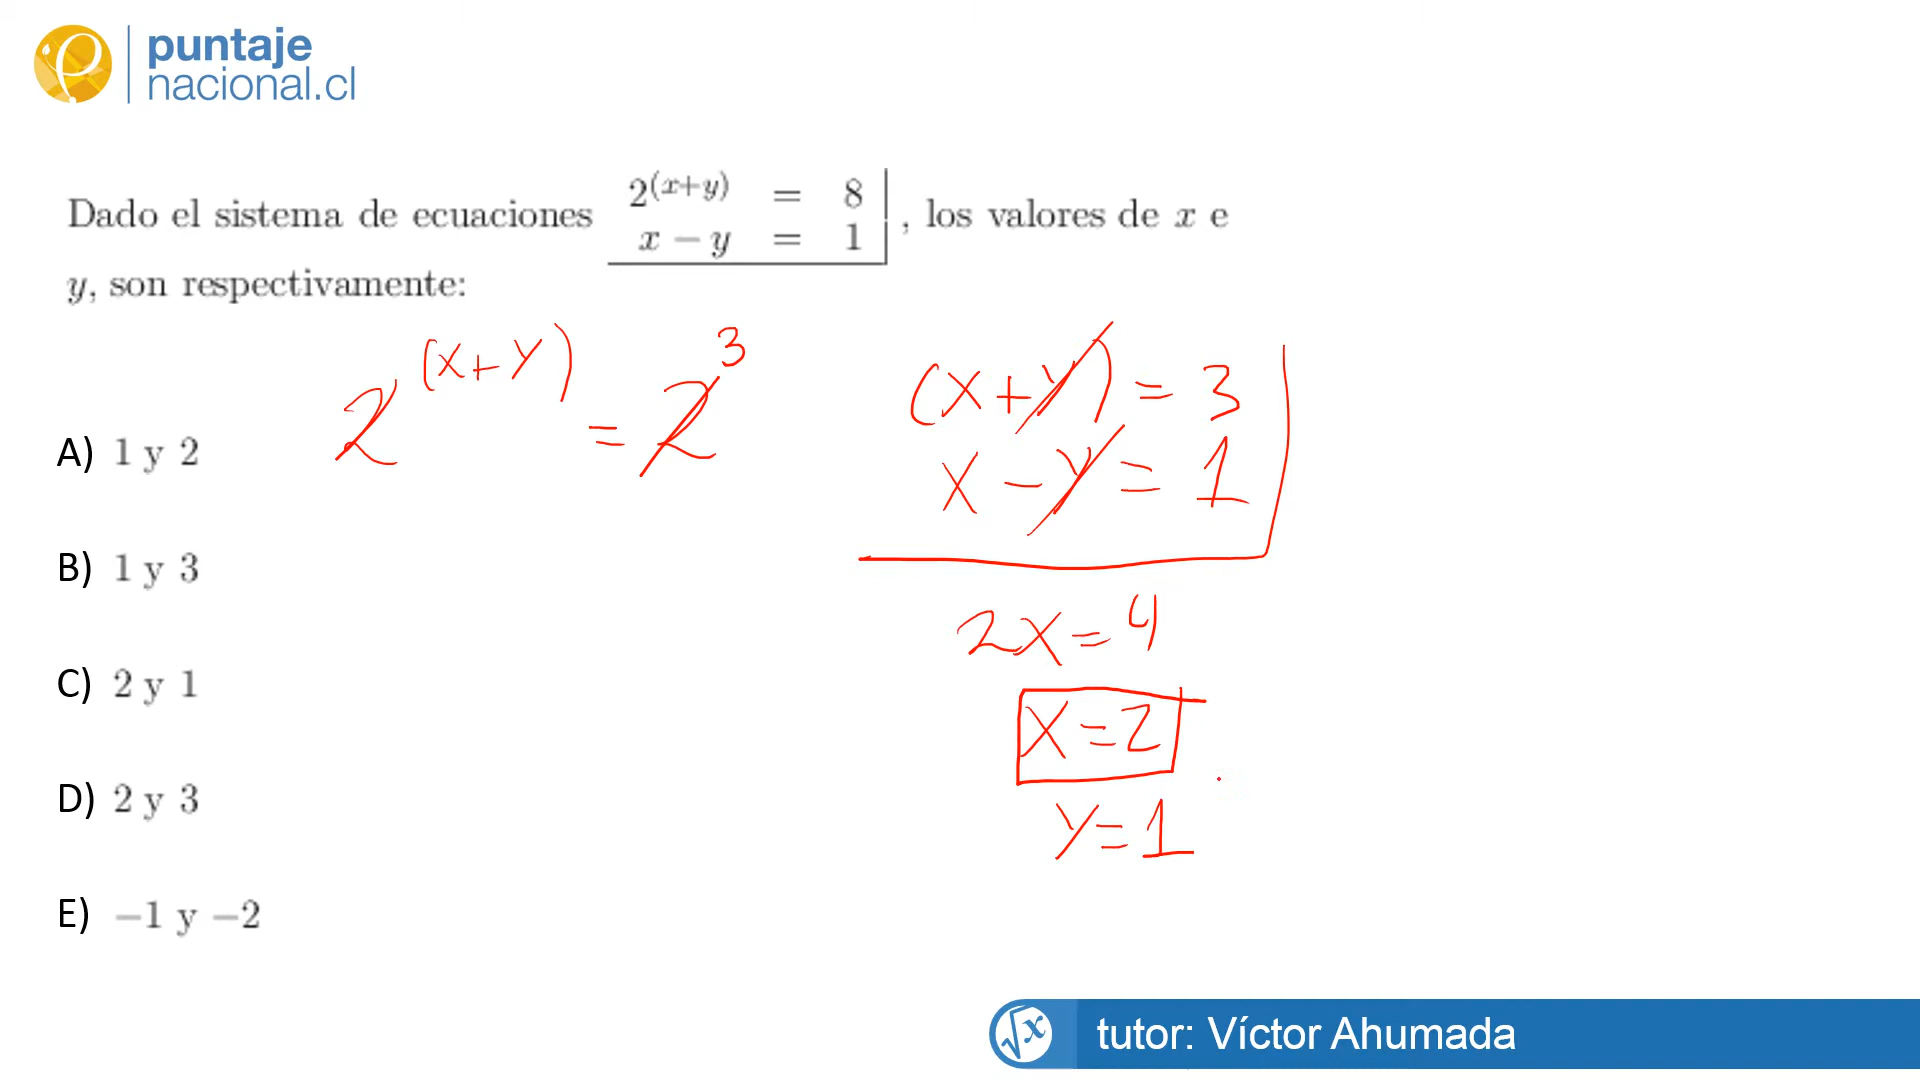 puntaje
nacional.cl
Dado el sistema de ecuaciones 2^(x+y) = 8
x − y = 1 , los valores de x e
y, son respectivamente:
2^(x+y) = 2^3
(x+y) = 3
x − y = 1
2x = 4
x = 2
y = 1
A) 1 y 2
B) 1 y 3
C) 2 y 1
D) 2 y 3
E) −1 y −2
√x tutor: Víctor Ahumada